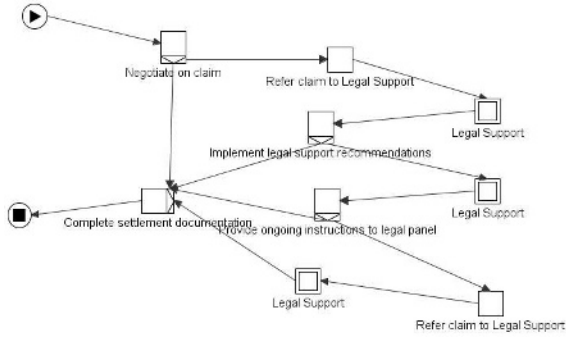 Negotiate on claim
Refer claim to Legal Support
Legal Support
Implement legal support recommendations
Legal Support
Complete settlement documentation
Provide ongoing instructions to legal panel
Legal Support
Refer claim to Legal Support